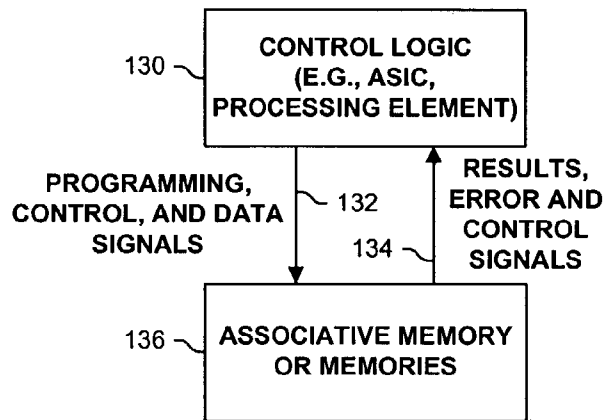 CONTROL LOGIC
(E.G., ASIC,
PROCESSING ELEMENT)
130
PROGRAMMING,
CONTROL, AND DATA
SIGNALS
132
RESULTS,
ERROR AND
CONTROL
SIGNALS
134
ASSOCIATIVE MEMORY
OR MEMORIES
136